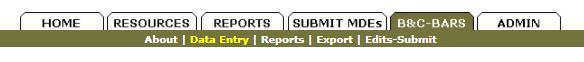 HOME RESOURCES REPORTS SUBMIT MDEs B&C-BARS ADMIN
About | Data Entry | Reports | Export | Edits-Submit